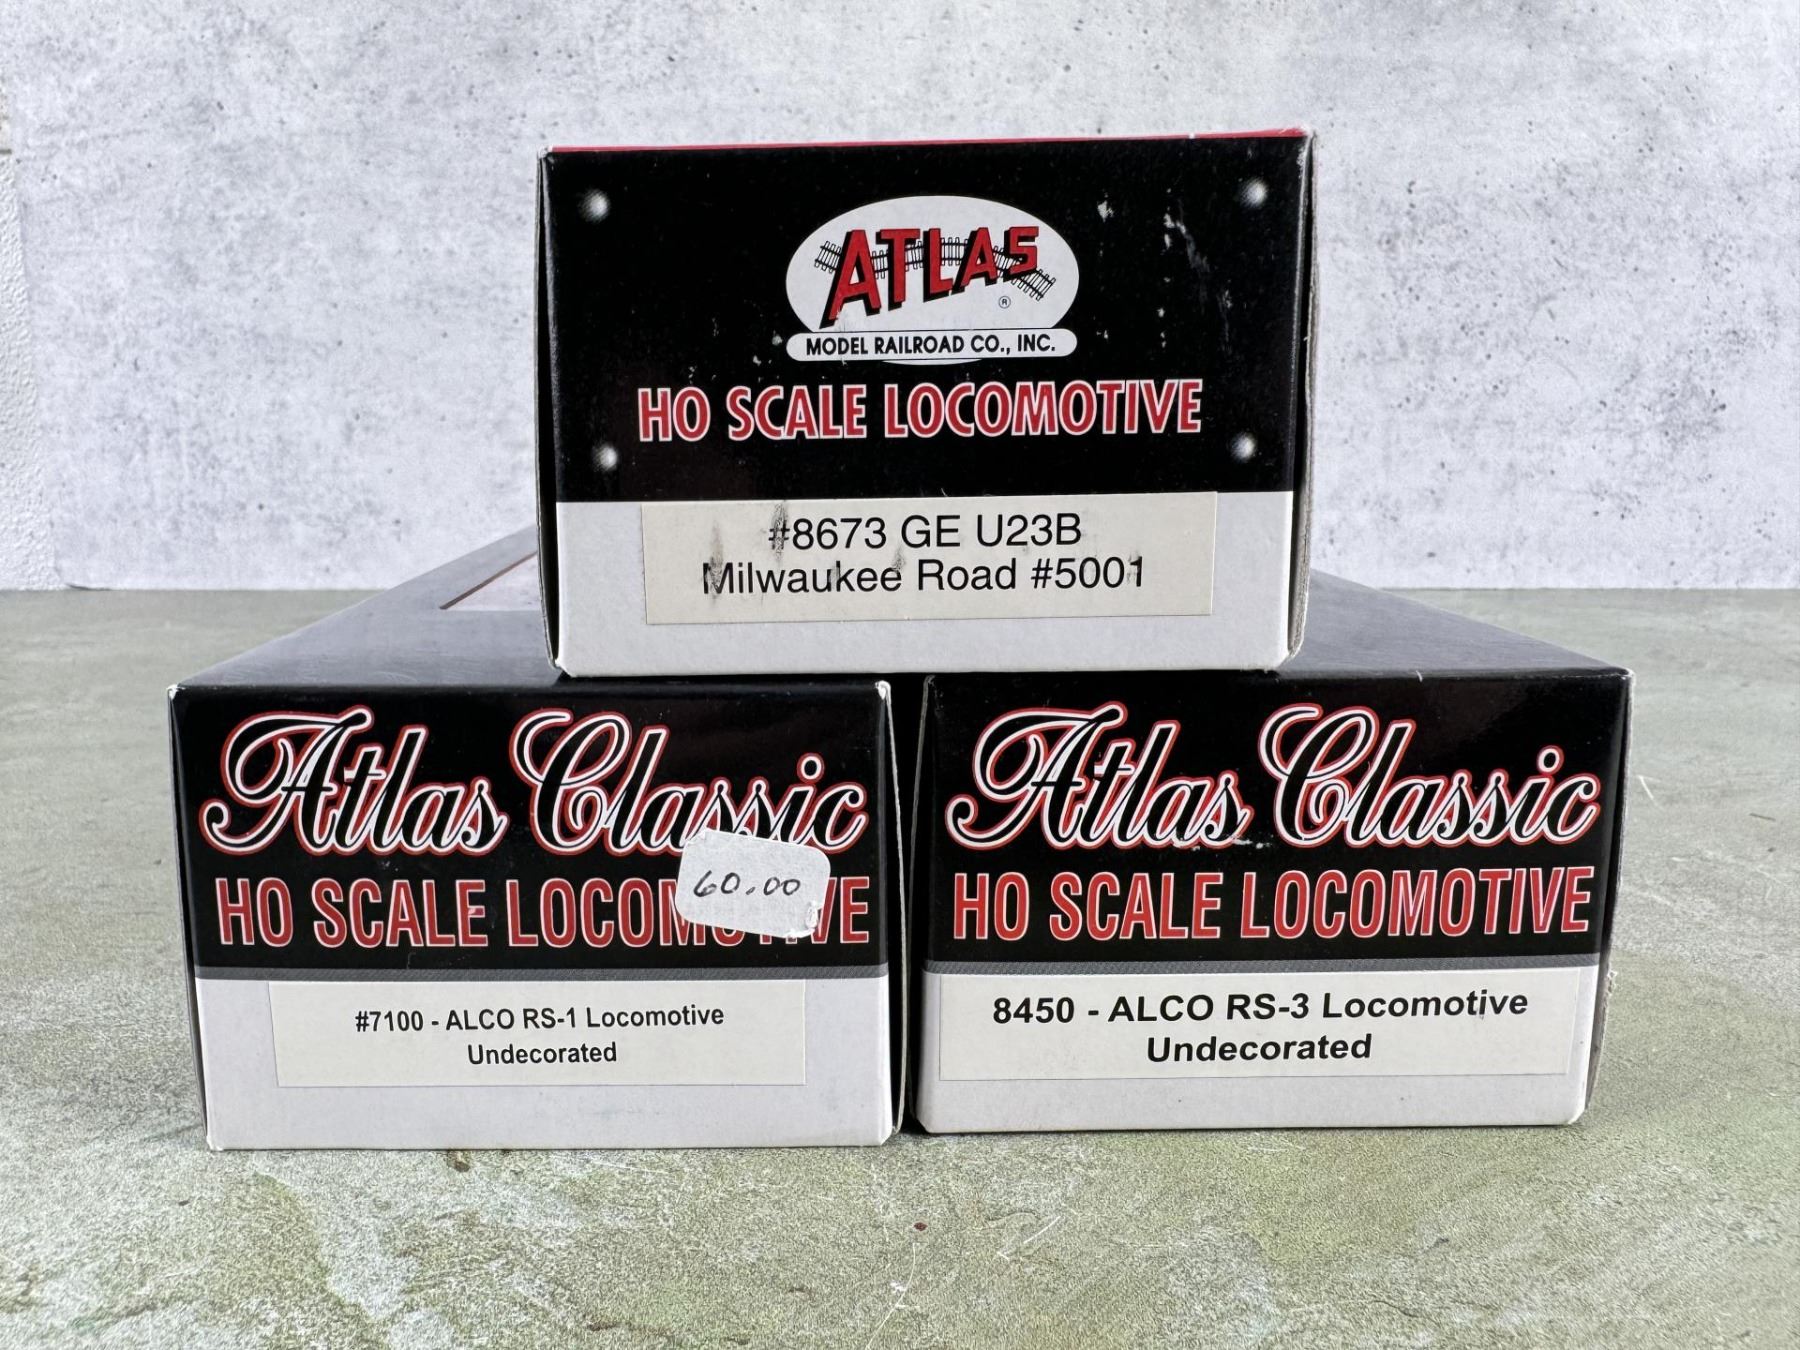 ATLAS
®
MODEL RAILROAD CO., INC.
HO SCALE LOCOMOTIVE
#8673 GE U23B
Milwaukee Road #5001
Atlas Classic
HO SCALE LOCOMOTIVE
60.00
#7100 - ALCO RS-1 Locomotive
Undecorated
Atlas Classic
HO SCALE LOCOMOTIVE
8450 - ALCO RS-3 Locomotive
Undecorated